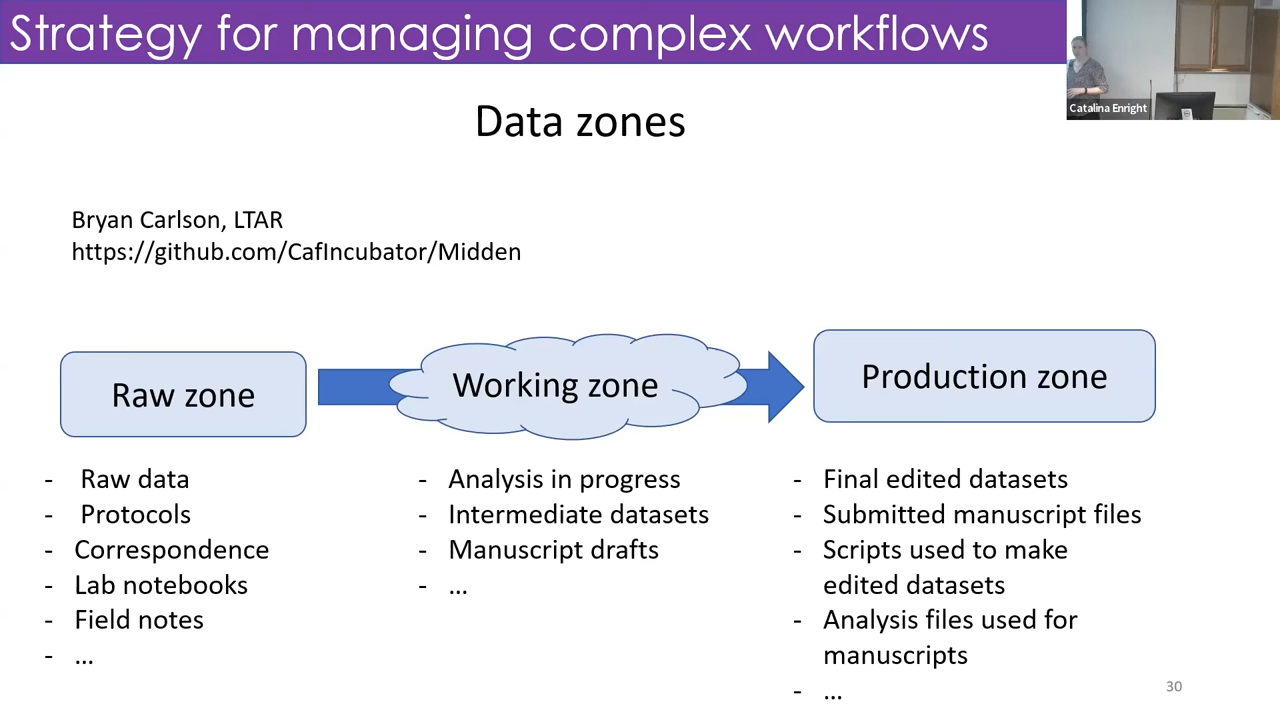 Strategy for managing complex workflows
Catalina Enright
Data zones
Bryan Carlson, LTAR
https://github.com/CafIncubator/Midden
Raw zone
Working zone
Production zone
- Raw data
- Protocols
- Correspondence
- Lab notebooks
- Field notes
- ...
- Analysis in progress
- Intermediate datasets
- Manuscript drafts
- ...
- Final edited datasets
- Submitted manuscript files
- Scripts used to make
edited datasets
- Analysis files used for
manuscripts
- ...
30